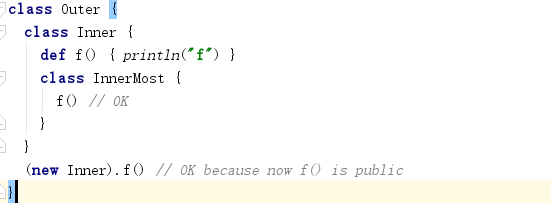 class Outer {
class Inner {
def f() { println("f") }
class InnerMost {
f() // OK
}
}
(new Inner).f() // OK because now f() is public
}